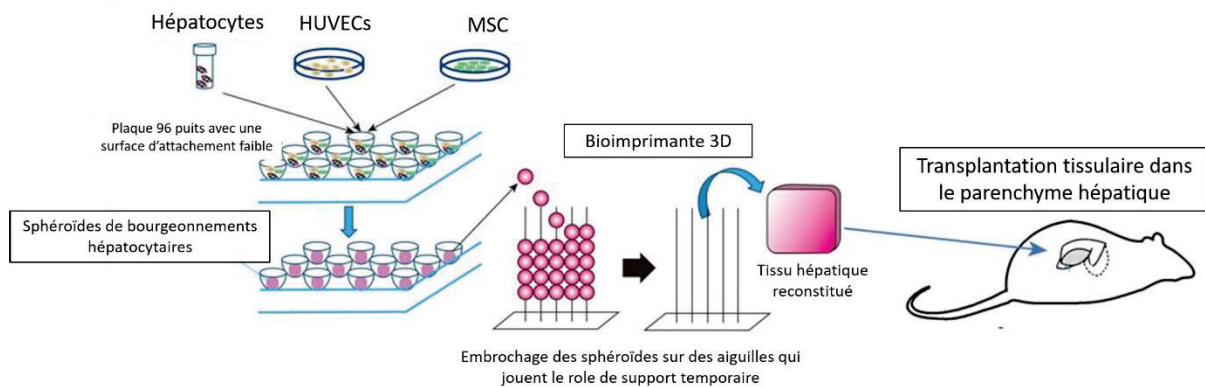 Hépatocytes
HUVECs
MSC
Plaque 96 puits avec une
surface d'attachement faible
Sphéroïdes de bourgeonnements
hépatocytaires
Bioimprimante 3D
Tissu hépatique
reconstitué
Embrochage des sphéroïdes sur des aiguilles qui
jouent le role de support temporaire
Transplantation tissulaire dans
le parenchyme hépatique